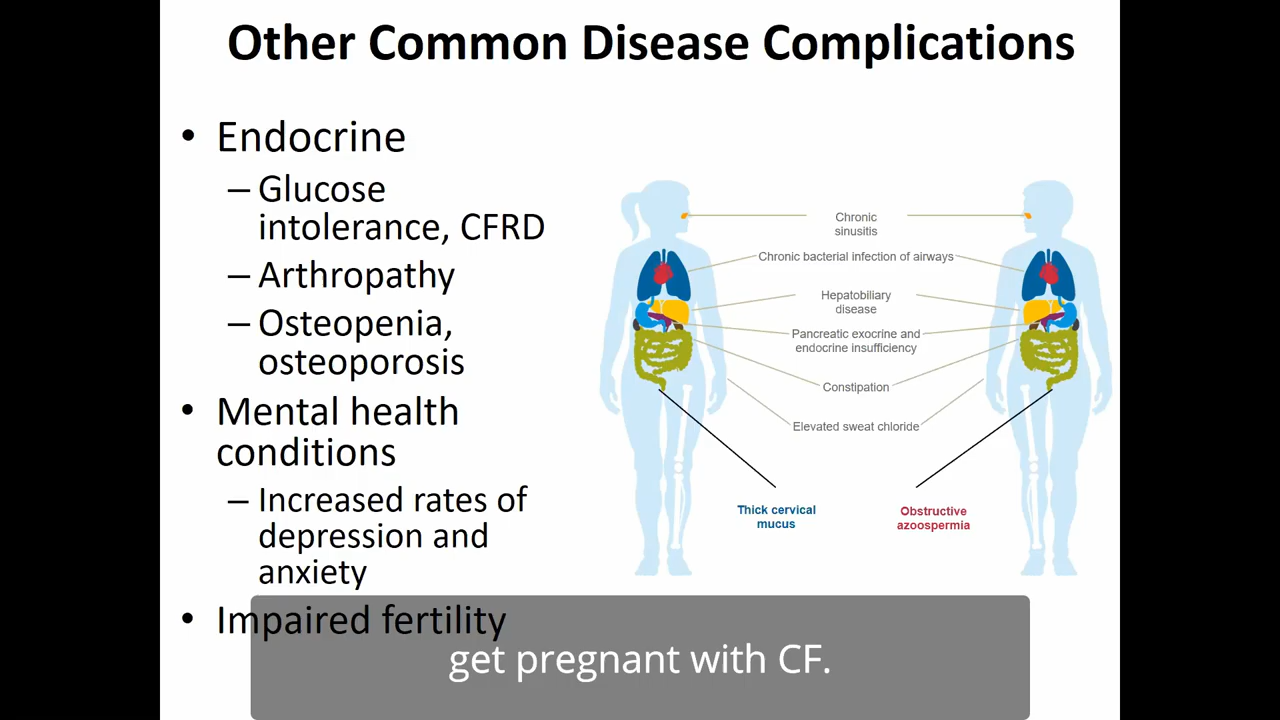 Other Common Disease Complications
• Endocrine
– Glucose
intolerance, CFRD
– Arthropathy
– Osteopenia,
osteoporosis
• Mental health
conditions
– Increased rates of
depression and
anxiety
• Impaired fertility
Chronic
sinusitis
Chronic bacterial infection of airways
Hepatobiliary
disease
Pancreatic exocrine and
endocrine insufficiency
Constipation
Elevated sweat chloride
Thick cervical
mucus
Obstructive
azoospermia
get pregnant with CF.